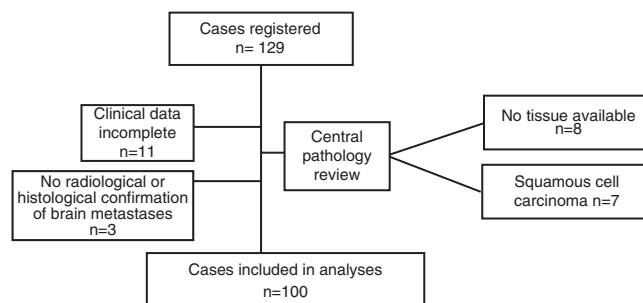 Cases registered
n= 129
Clinical data
incomplete
n=11
Central
pathology
review
No tissue available
n=8
No radiological or
histological confirmation
of brain metastases
n=3
Squamous cell
carcinoma n=7
Cases included in analyses
n=100